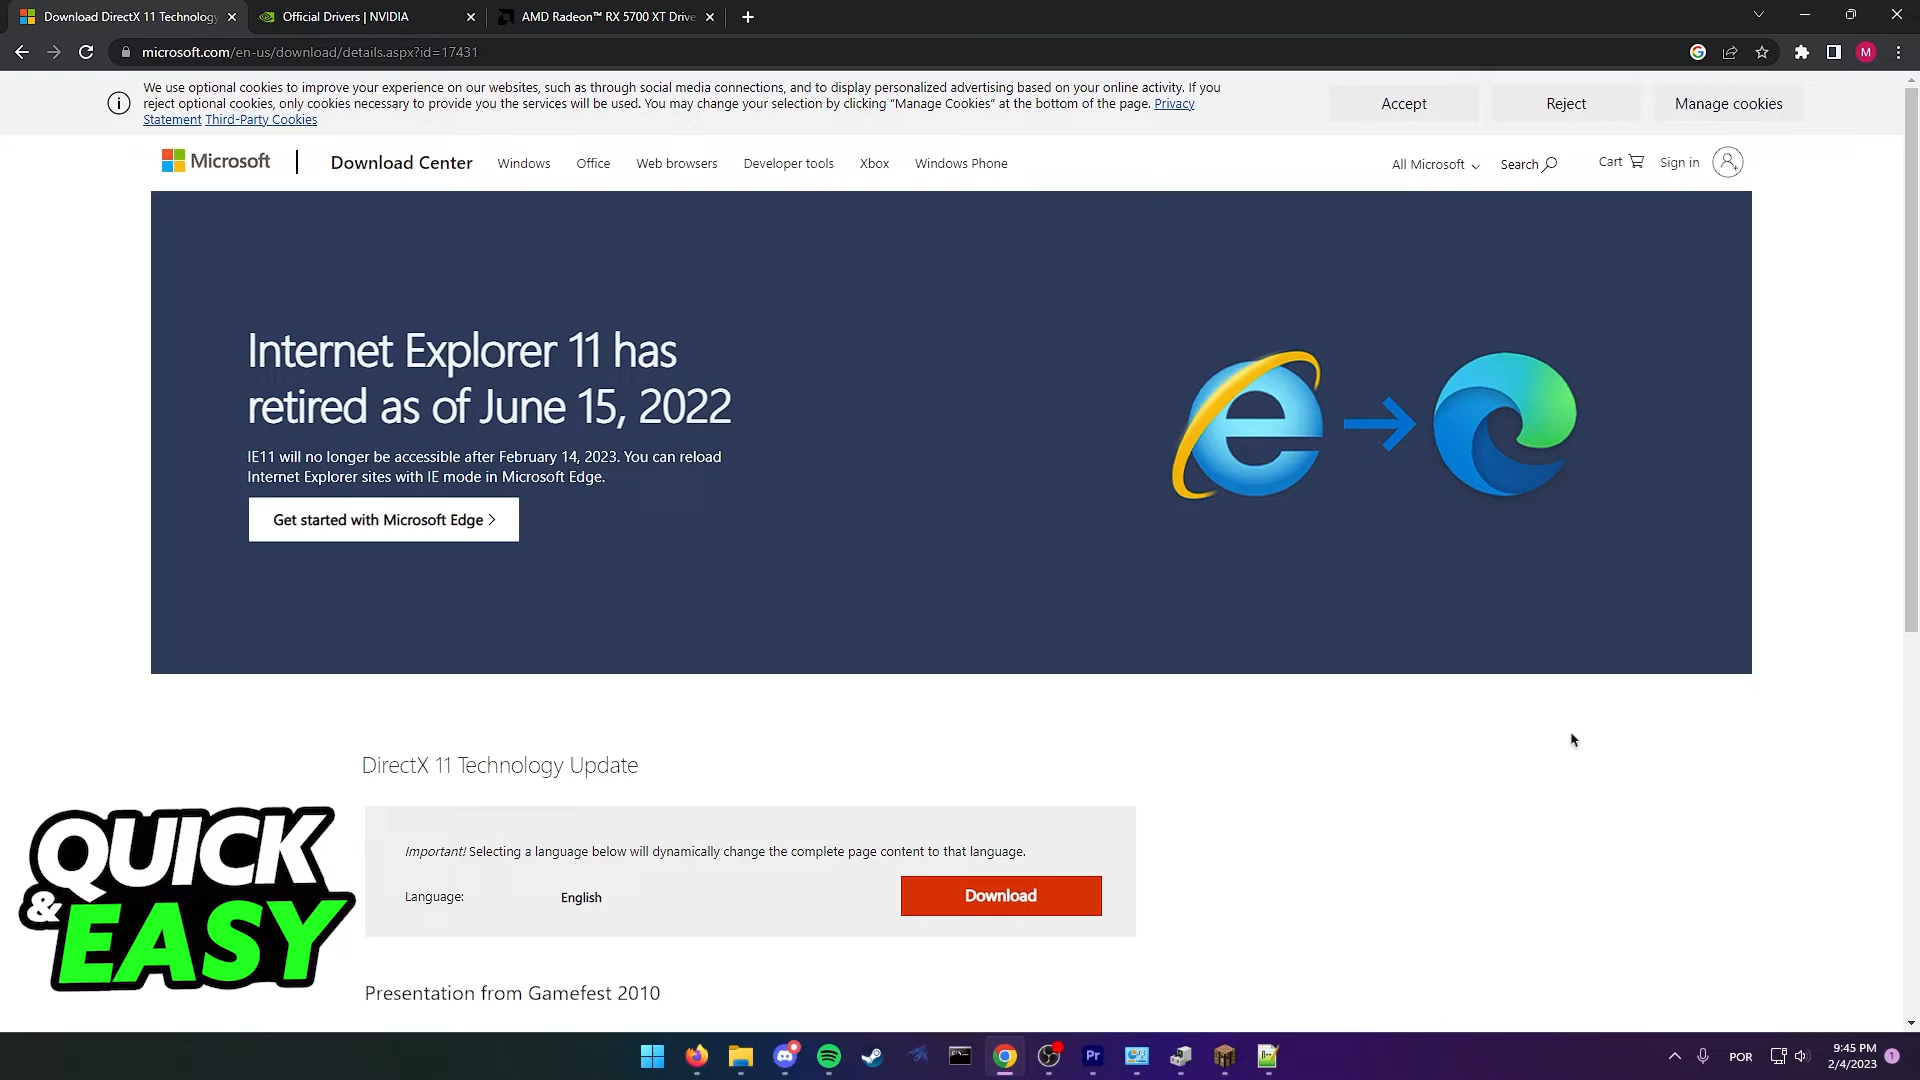 Download DirectX 11 Technology
Official Drivers | NVIDIA
AMD Radeon™ RX 5700 XT Drive
microsoft.com/en-us/download/details.aspx?id=17431
M
We use optional cookies to improve your experience on our websites, such as through social media connections, and to display personalized advertising based on your online activity. If you
reject optional cookies, only cookies necessary to provide you the services will be used. You may change your selection by clicking “Manage Cookies” at the bottom of the page. Privacy
Statement Third-Party Cookies
Accept
Reject
Manage cookies
Microsoft
Download Center
Windows
Office
Web browsers
Developer tools
Xbox
Windows Phone
All Microsoft
Search
Cart
Sign in
Internet Explorer 11 has
retired as of June 15, 2022
IE11 will no longer be accessible after February 14, 2023. You can reload
Internet Explorer sites with IE mode in Microsoft Edge.
Get started with Microsoft Edge >
DirectX 11 Technology Update
Important! Selecting a language below will dynamically change the complete page content to that language.
Language:
English
Download
QUICK
&EASY
Presentation from Gamefest 2010
Pr
POR
9:45 PM
2/4/2023
1